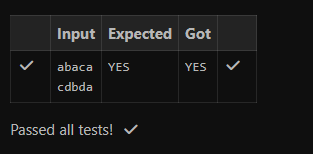 Input Expected Got
abaca YES YES
cdbda
Passed all tests!